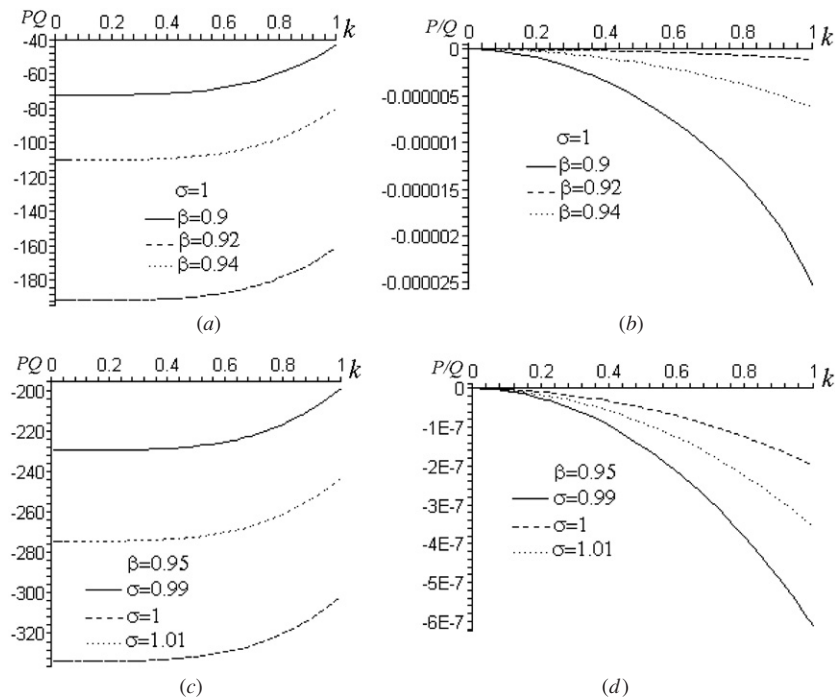 PQ 0 0.2 0.4 0.6 0.8 1 k
-40
-60
-80
-100
-120
-140
-160
-180
σ=1
β=0.9
β=0.92
β=0.94
(a)
P/Q 0.2 0.4 0.6 0.8 1 k
0
-0.000005
-0.00001
-0.000015
-0.00002
-0.000025
σ=1
β=0.9
β=0.92
β=0.94
(b)
PQ 0 0.2 0.4 0.6 0.8 1 k
-200
-220
-240
-260
-280
-300
-320
β=0.95
σ=0.99
σ=1
σ=1.01
(c)
P/Q 0.2 0.4 0.6 0.8 1 k
0
-1E-7
-2E-7
-3E-7
-4E-7
-5E-7
-6E-7
β=0.95
σ=0.99
σ=1
σ=1.01
(d)